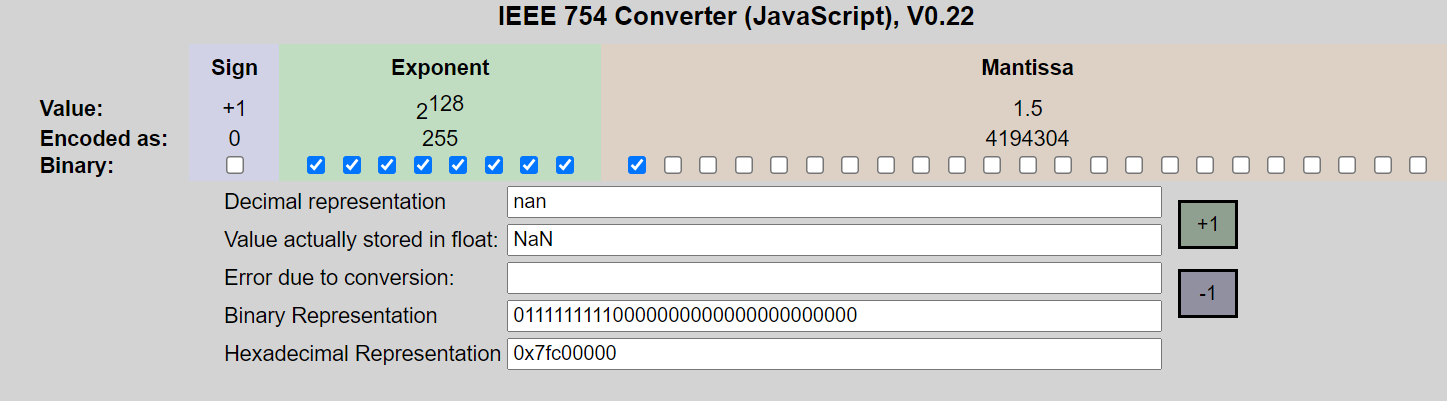 IEEE 754 Converter (JavaScript), V0.22
Sign Exponent Mantissa
Value: +1 2128 1.5
Encoded as: 0 255 4194304
Binary:
Decimal representation nan
+1
Value actually stored in float: NaN
Error due to conversion:
-1
Binary Representation 01111111110000000000000000000000
Hexadecimal Representation 0x7fc00000